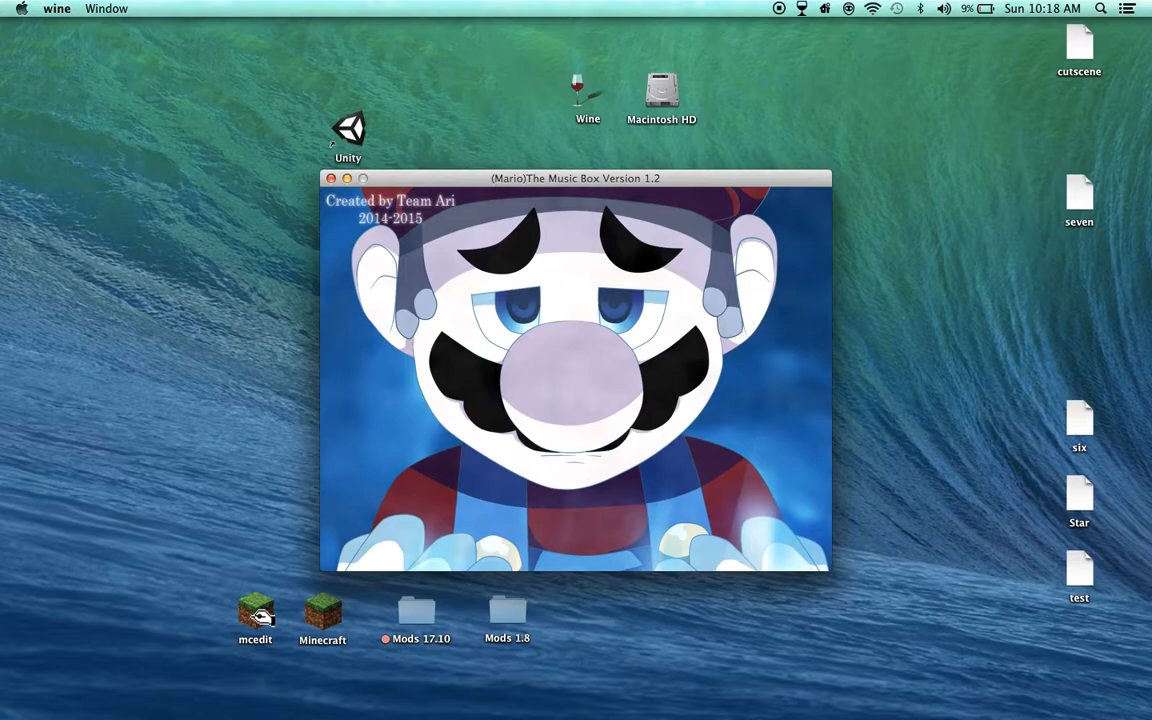 wine Window
9% Sun 10:18 AM
cutscene
Wine
Macintosh HD
Unity
(Mario)The Music Box Version 1.2
Created by Team Ari
2014-2015
seven
six
Star
test
mcedit
Minecraft
Mods 17.10
Mods 1.8